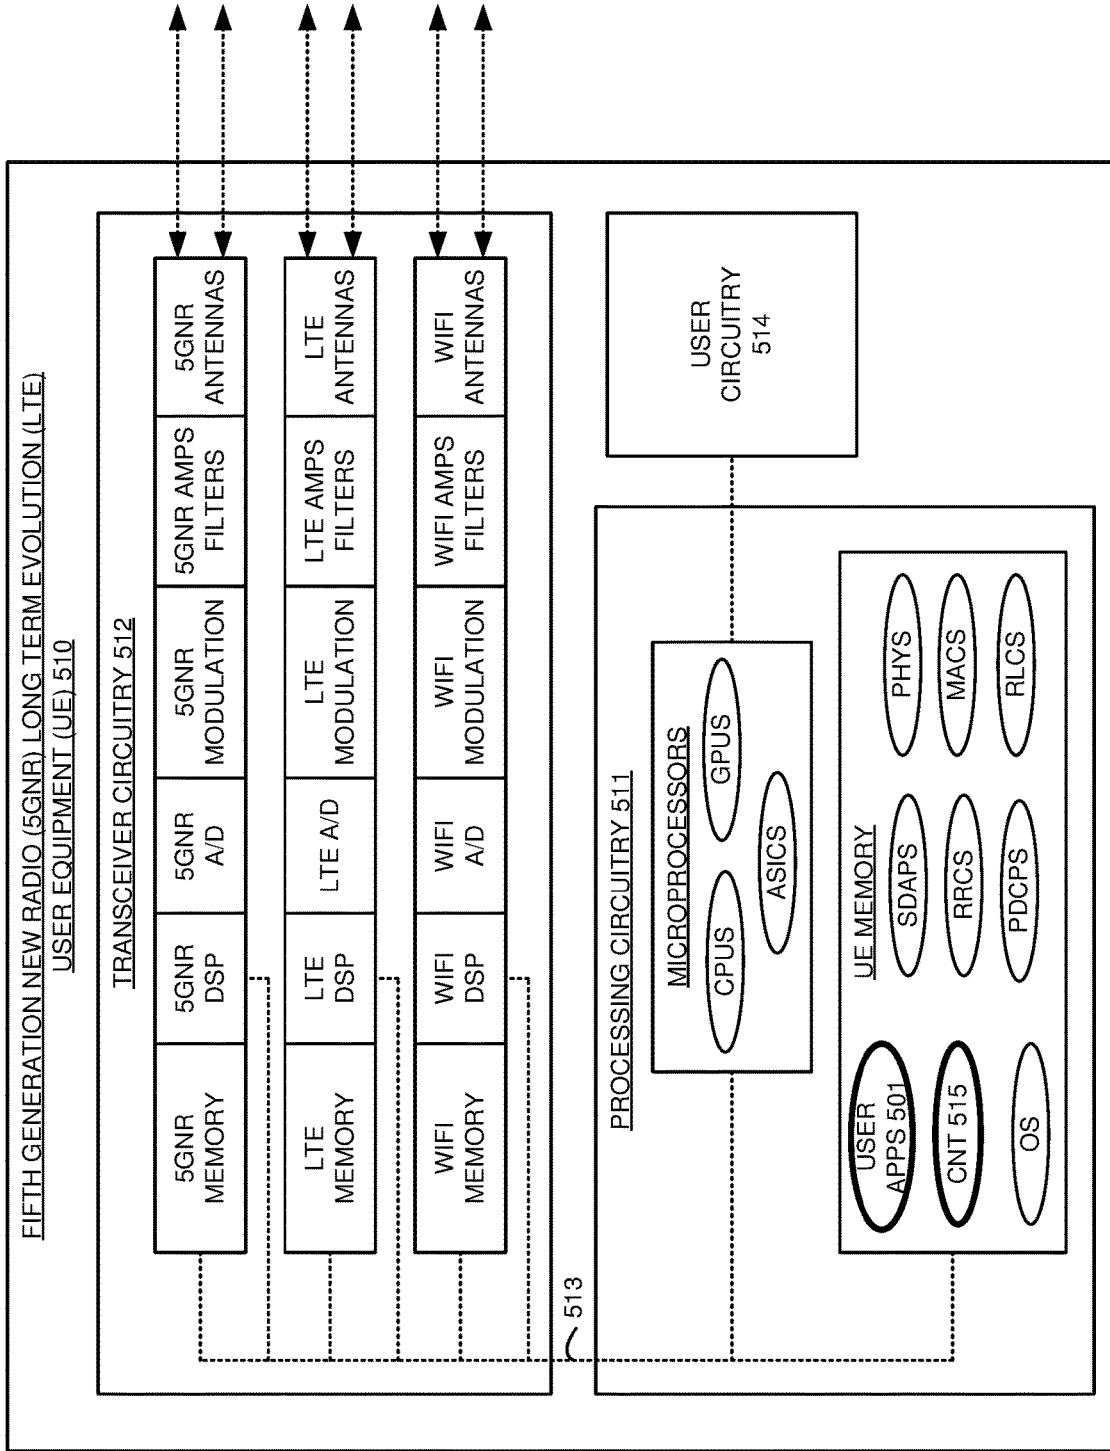 FIFTH GENERATION NEW RADIO (5GNR) LONG TERM EVOLUTION (LTE)
USER EQUIPMENT (UE) 510
TRANSCEIVER CIRCUITRY 512
5GNR
MEMORY
5GNR
DSP
5GNR
A/D
5GNR
MODULATION
5GNR AMPS
FILTERS
5GNR
ANTENNAS
LTE
MEMORY
LTE
DSP
LTE A/D
LTE
MODULATION
LTE AMPS
FILTERS
LTE
ANTENNAS
WIFI
MEMORY
WIFI
DSP
WIFI
A/D
WIFI
MODULATION
WIFI AMPS
FILTERS
WIFI
ANTENNAS
513
PROCESSING CIRCUITRY 511
MICROPROCESSORS
CPUS
GPUS
ASICS
USER
CIRCUITRY
514
UE MEMORY
USER
APPS 501
CNT 515
OS
SDAPS
RRCS
PDCPS
PHYS
MACS
RLCS